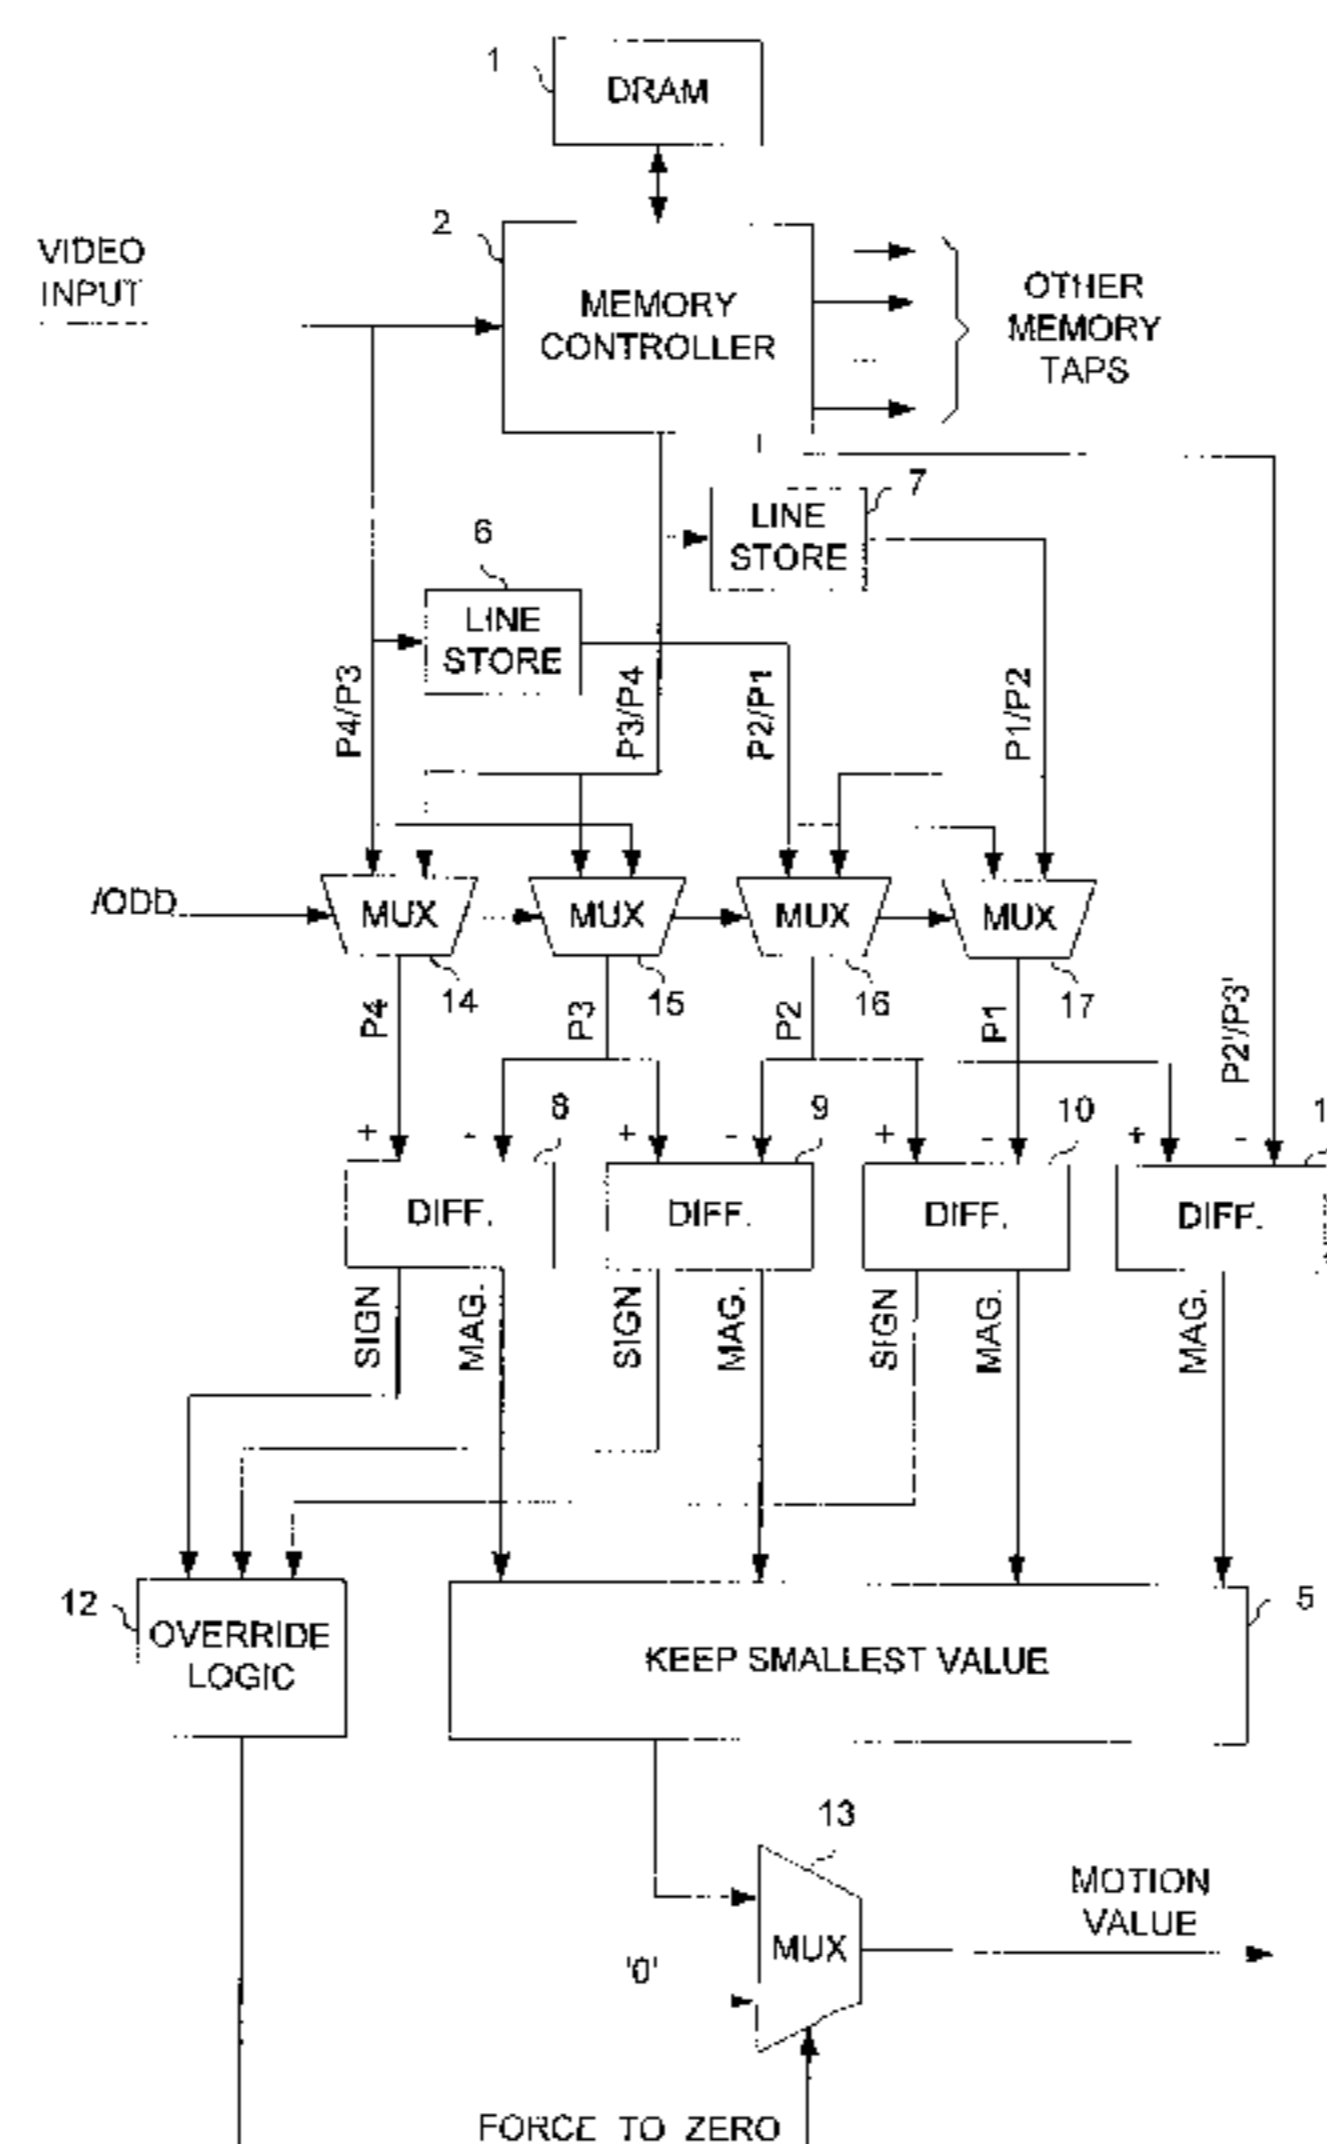 1
DRAM
2
VIDEO
INPUT
MEMORY
CONTROLLER
OTHER
MEMORY
TAPS
7
LINE
STORE
6
LINE
STORE
P4/P3
P3/P4
P2/P1
P1/P2
/ODD
MUX
MUX
MUX
MUX
14
15
16
17
P4
P3
P2
P1
P2'/P3'
8
9
10
1
+
-
+
-
+
-
+
-
DIFF.
DIFF.
DIFF.
DIFF.
SIGN
MAG.
SIGN
MAG.
SIGN
MAG.
MAG.
12
OVERRIDE
LOGIC
KEEP SMALLEST VALUE
5
13
MUX
'0'
MOTION
VALUE
FORCE TO ZERO